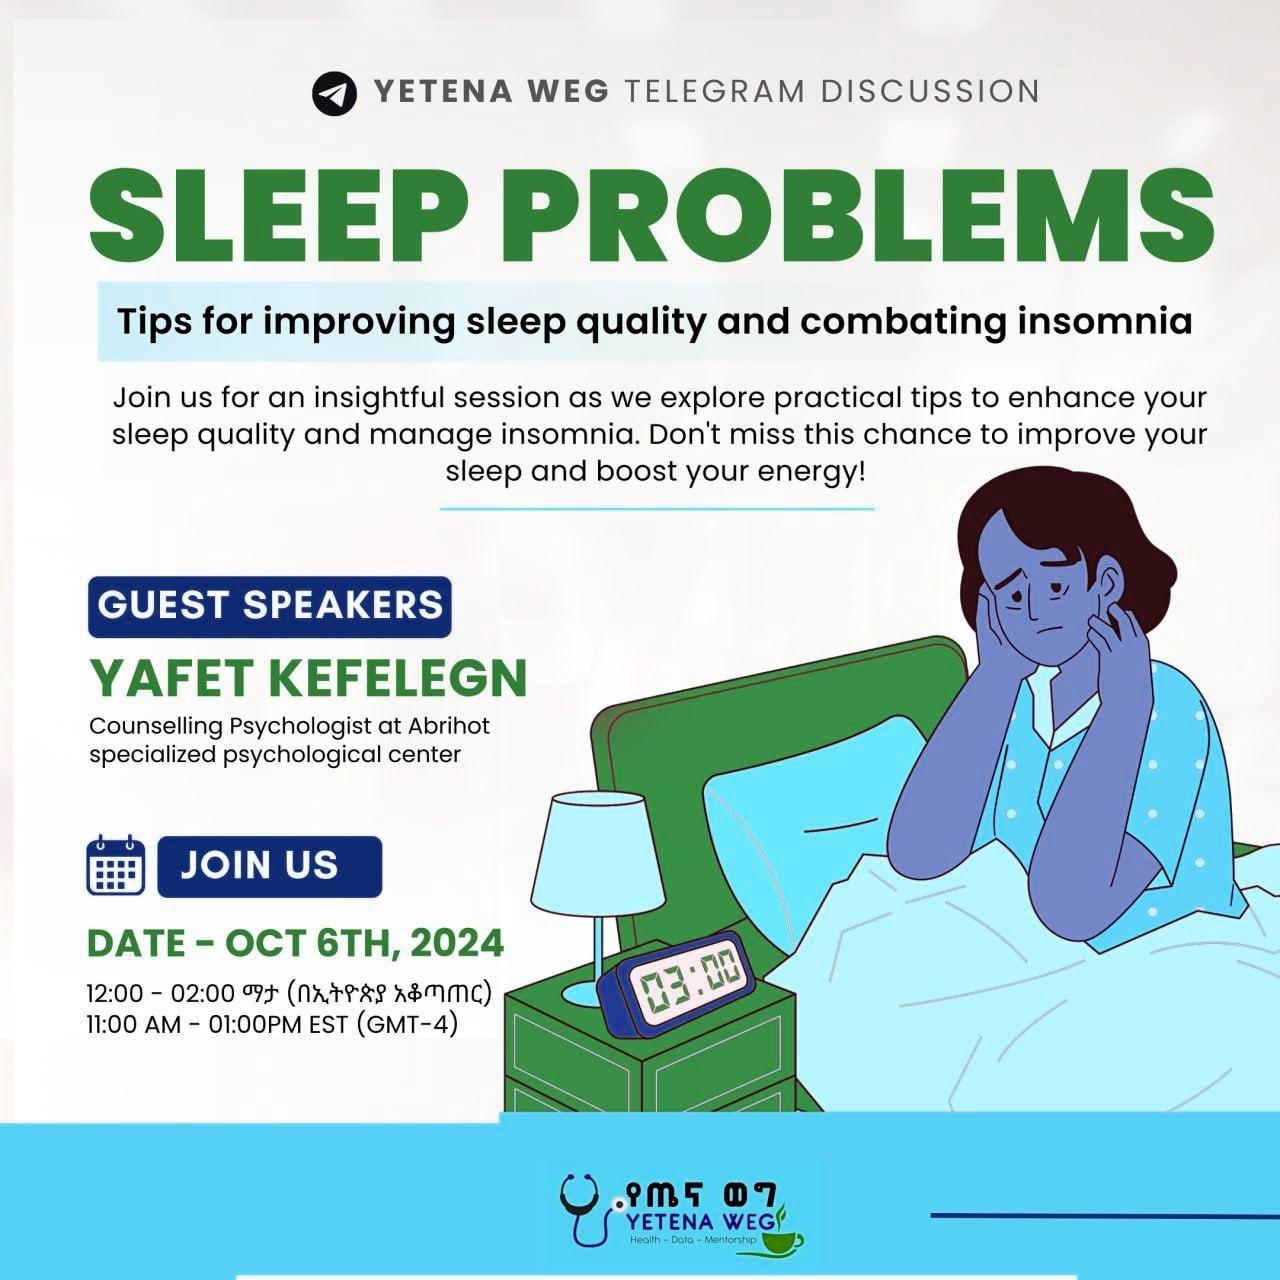 YETENA WEG TELEGRAM DISCUSSION
SLEEP PROBLEMS
Tips for improving sleep quality and combating insomnia
Join us for an insightful session as we explore practical tips to enhance your
sleep quality and manage insomnia. Don't miss this chance to improve your
sleep and boost your energy!
GUEST SPEAKERS
YAFET KEFELEGN
Counselling Psychologist at Abrihot
specialized psychological center
JOIN US
DATE - OCT 6TH, 2024
12:00 - 02:00 ማታ (በኢትዮጵያ አቆጣጠር)
11:00 AM - 01:00PM EST (GMT-4)
03:00
የጤና ወግ
YETENA WEG
Health - Data - Mentorship